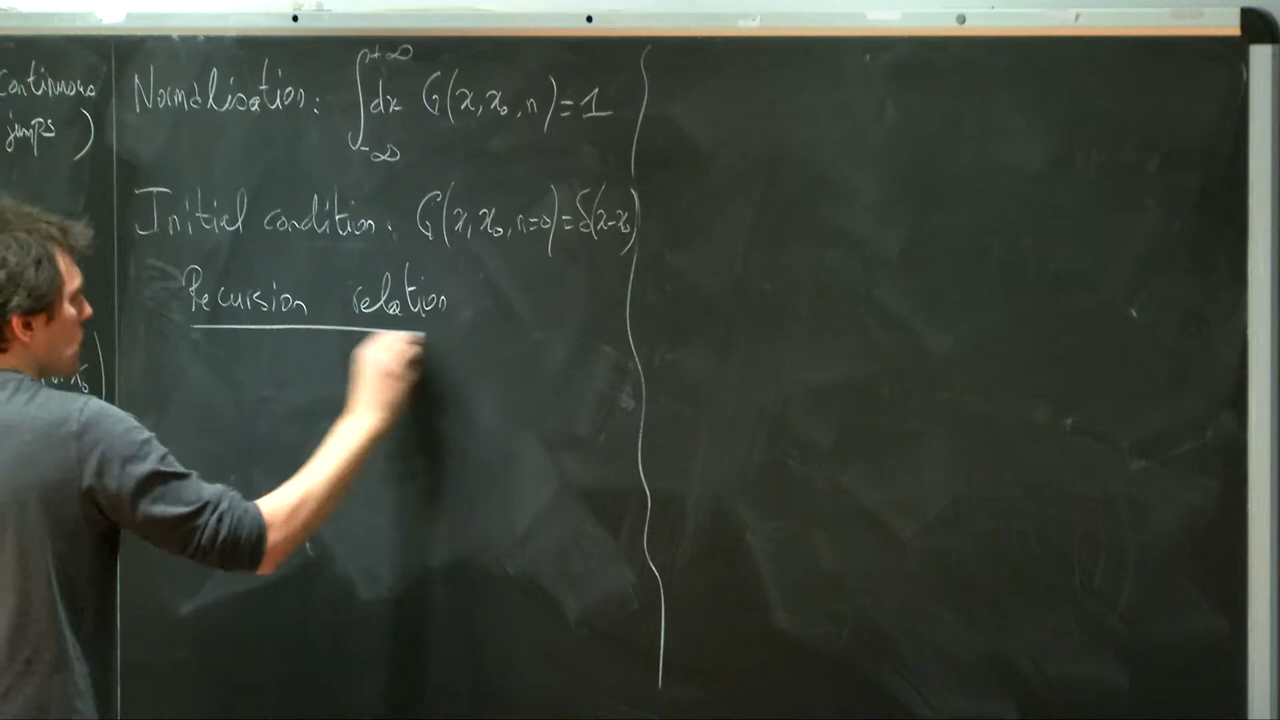 continuous
jumps )
Normalisation: ∫_{-∞}^{+∞} dx G(x, x₀, n) = 1
Initial condition: G(x, x₀, n=0) = δ(x-x₀)
Recursion relation